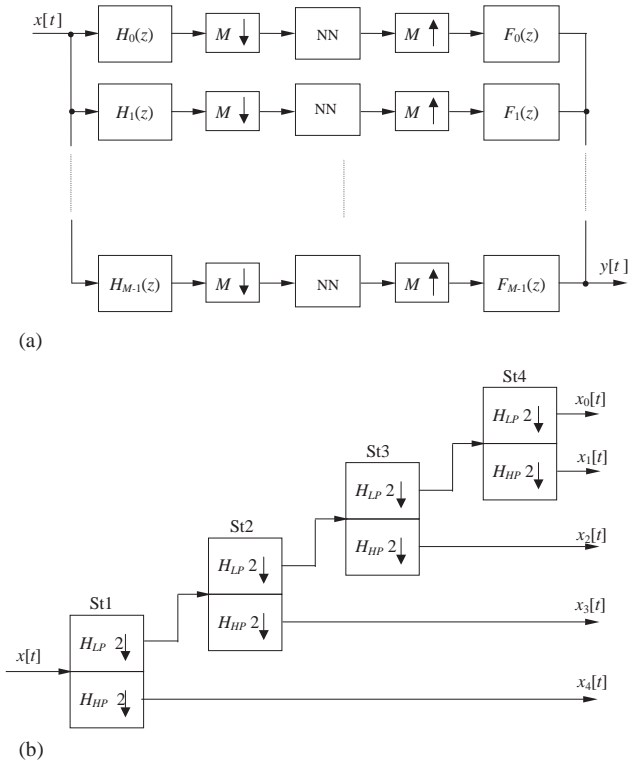 x[t]
H0(z) M NN M F0(z)
H1(z) M NN M F1(z)
HM-1(z) M NN M FM-1(z) y[t]
(a)
St4
HLP 2 x0[t]
HHP 2 x1[t]
St3
HLP 2
HHP 2 x2[t]
St2
HLP 2
HHP 2 x3[t]
St1
HLP 2
x[t]
HHP 2 x4[t]
(b)